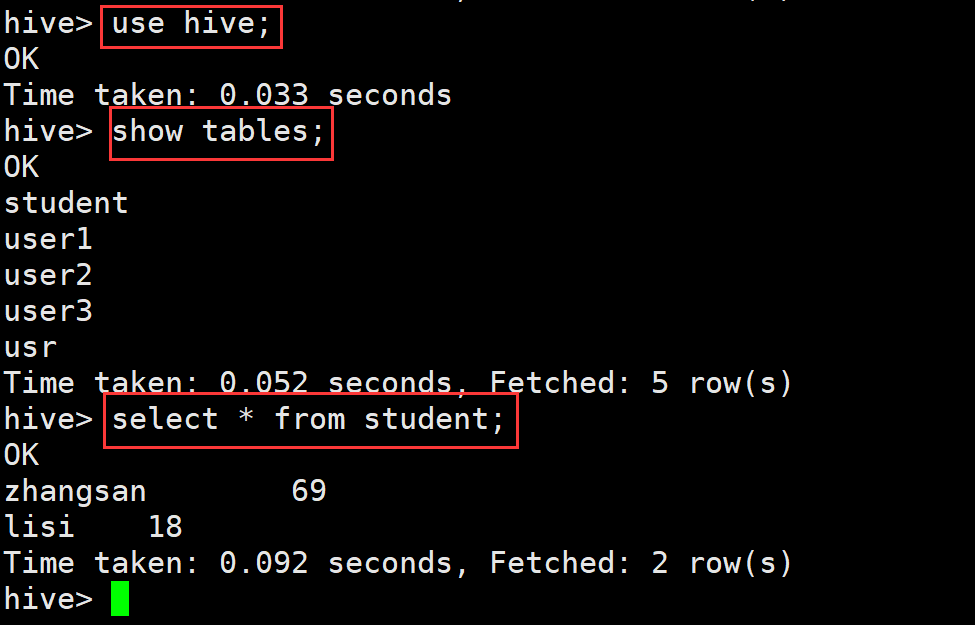 hive> use hive;
OK
Time taken: 0.033 seconds
hive> show tables;
OK
student
user1
user2
user3
usr
Time taken: 0.052 seconds, Fetched: 5 row(s)
hive> select * from student;
OK
zhangsan        69
lisi    18
Time taken: 0.092 seconds, Fetched: 2 row(s)
hive>